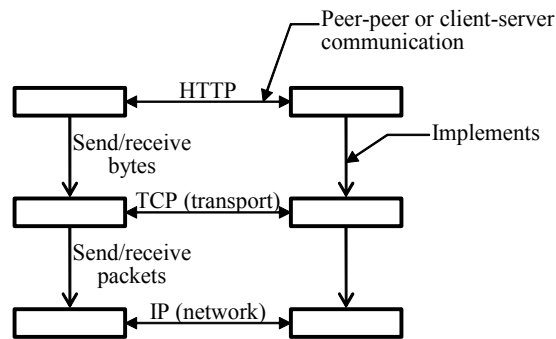 Peer-peer or client-server
communication
HTTP
Send/receive
bytes
Implements
TCP (transport)
Send/receive
packets
IP (network)